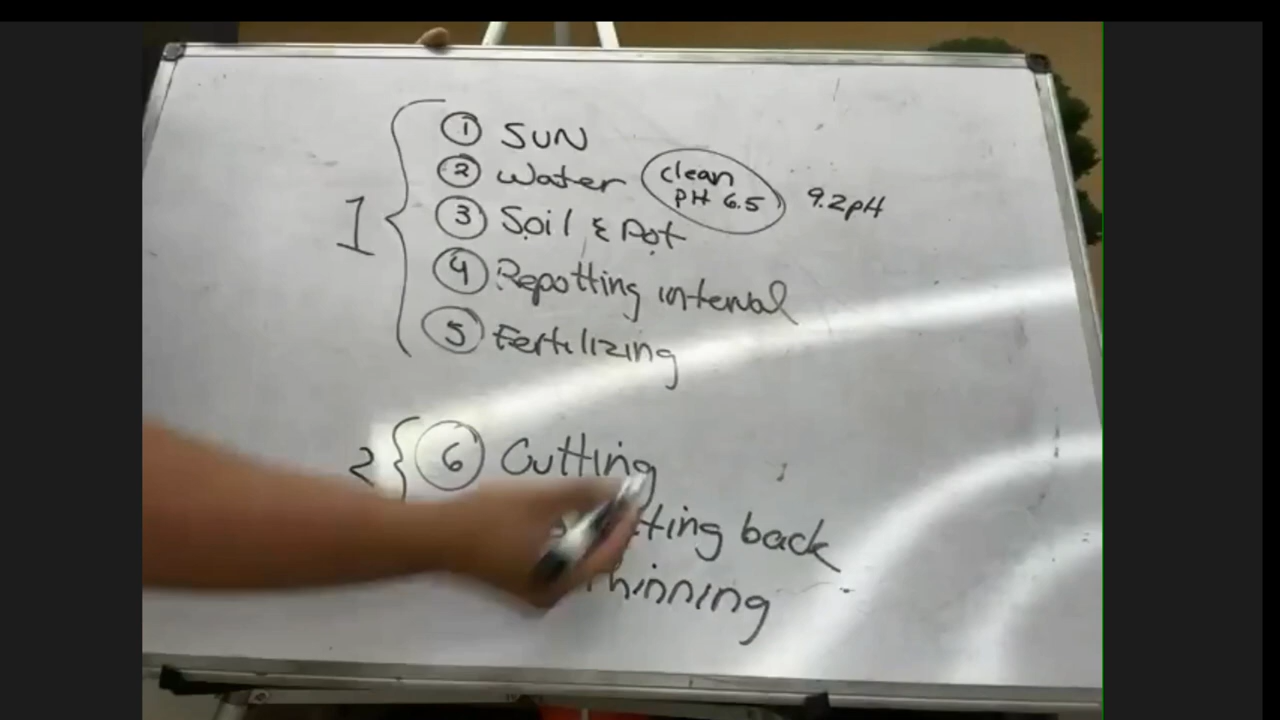 1
① SUN
② Water clean PH 6.5 9.2pH
③ Soil & Pot
④ Repotting interval
⑤ Fertilizing
2
⑥ Cutting
back